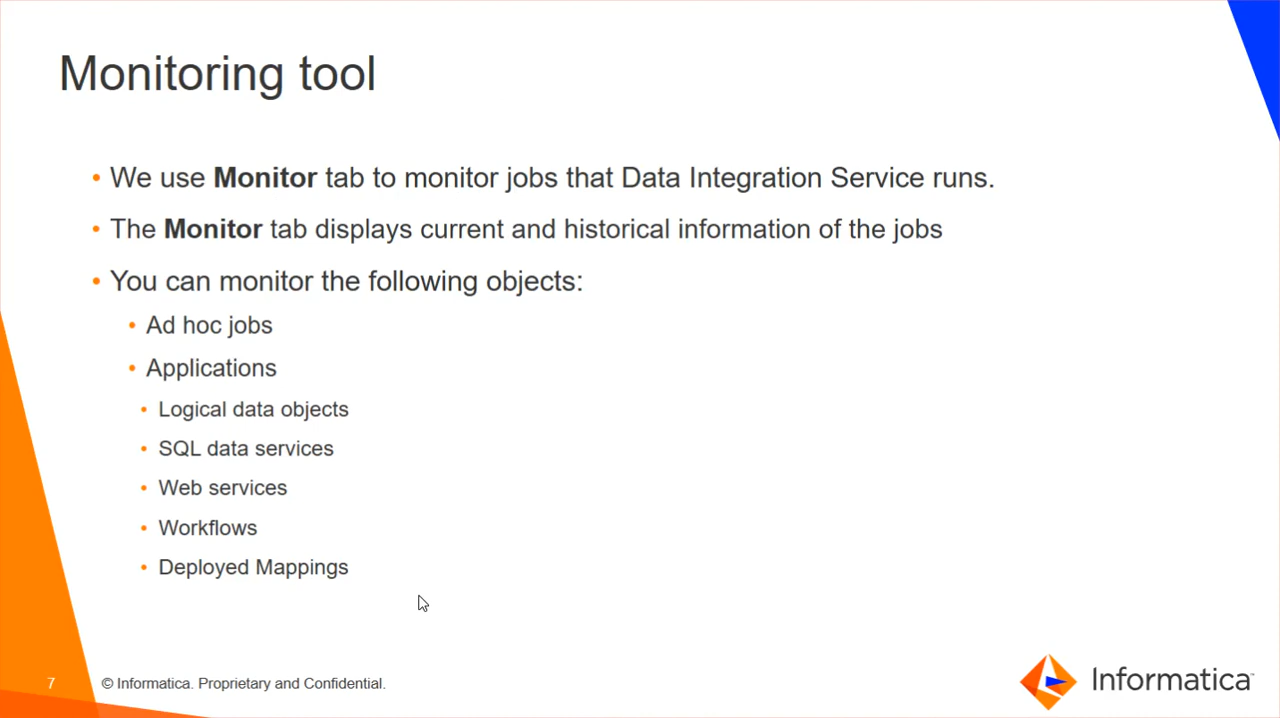 Monitoring tool
• We use Monitor tab to monitor jobs that Data Integration Service runs.
• The Monitor tab displays current and historical information of the jobs
• You can monitor the following objects:
• Ad hoc jobs
• Applications
• Logical data objects
• SQL data services
• Web services
• Workflows
• Deployed Mappings
7 © Informatica. Proprietary and Confidential.
Informatica